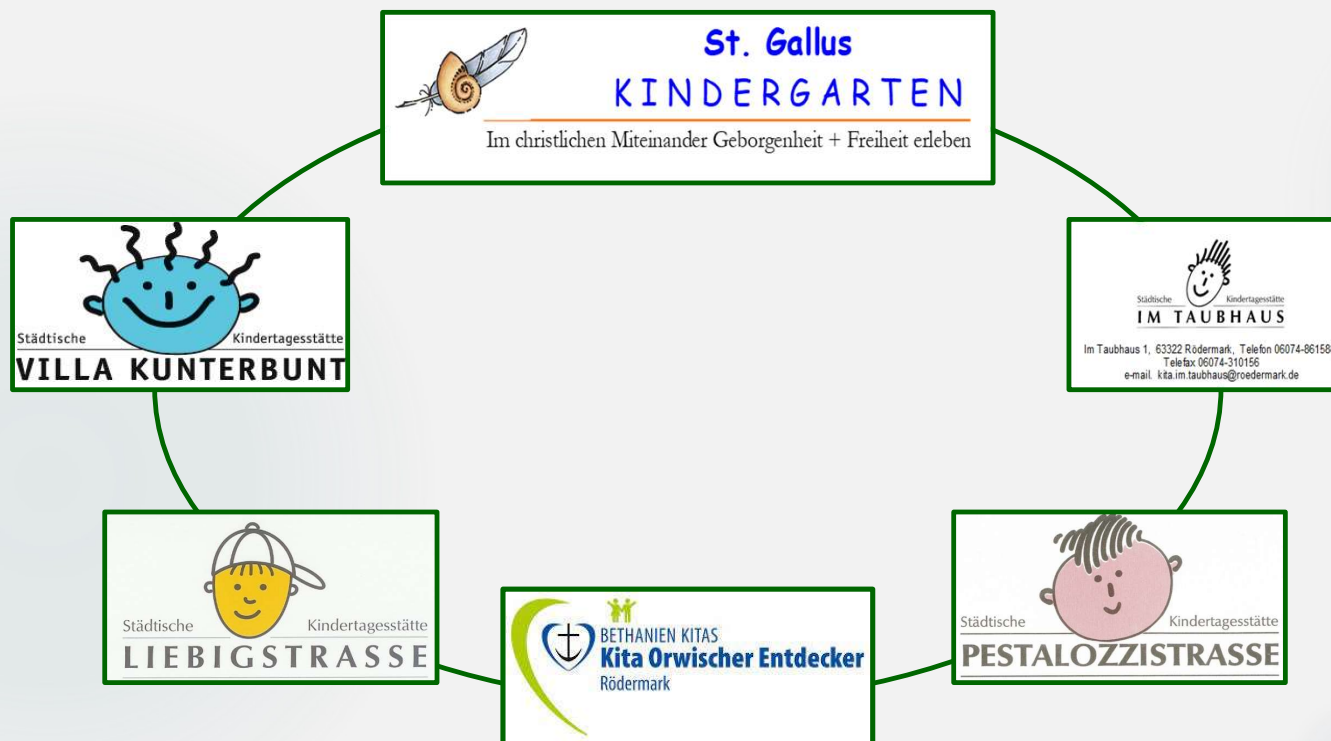 St. Gallus
KINDERGARTEN
Im christlichen Miteinander Geborgenheit + Freiheit erleben
Städtische Kindertagesstätte
VILLA KUNTERBUNT
Städtische Kindertagesstätte
IM TAUBHAUS
Im Taubhaus 1, 63322 Rödermark, Telefon 06074-86158
Telefax 06074-310156
e-mail. kita.im.taubhaus@roedermark.de
Städtische Kindertagesstätte
LIEBIGSTRASSE
BETHANIEN KITAS
Kita Orwischer Entdecker
Rödermark
Städtische Kindertagesstätte
PESTALOZZISTRASSE